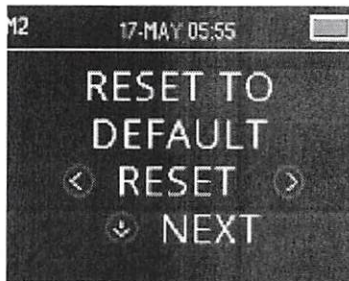 M2 17-MAY 05:55
RESET TO
DEFAULT
RESET
NEXT